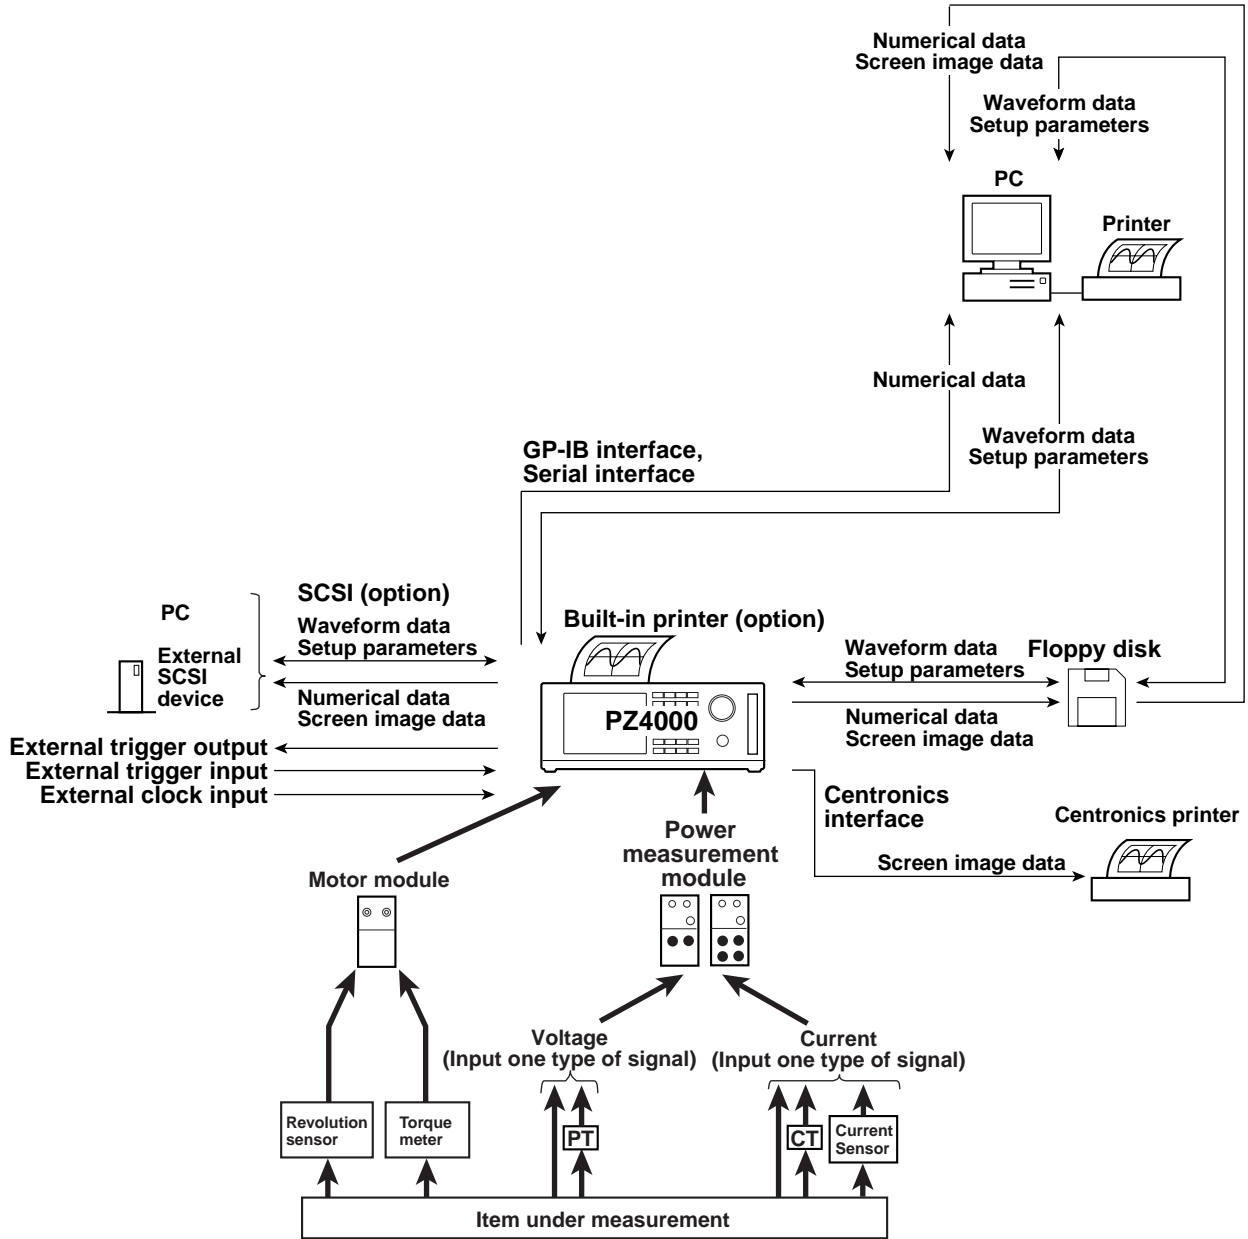 Numerical data
Screen image data
Waveform data
Setup parameters
PC
Printer
Numerical data
Waveform data
Setup parameters
GP-IB interface,
Serial interface
SCSI (option)
PC
Waveform data
Setup parameters
External
SCSI
device
Numerical data
Screen image data
Built-in printer (option)
PZ4000
Waveform data
Setup parameters
Floppy disk
Numerical data
Screen image data
External trigger output
External trigger input
External clock input
Centronics
interface
Centronics printer
Screen image data
Power
measurement
module
Motor module
Voltage
(Input one type of signal)
Current
(Input one type of signal)
Revolution
sensor
Torque
meter
PT
CT
Current
Sensor
Item under measurement